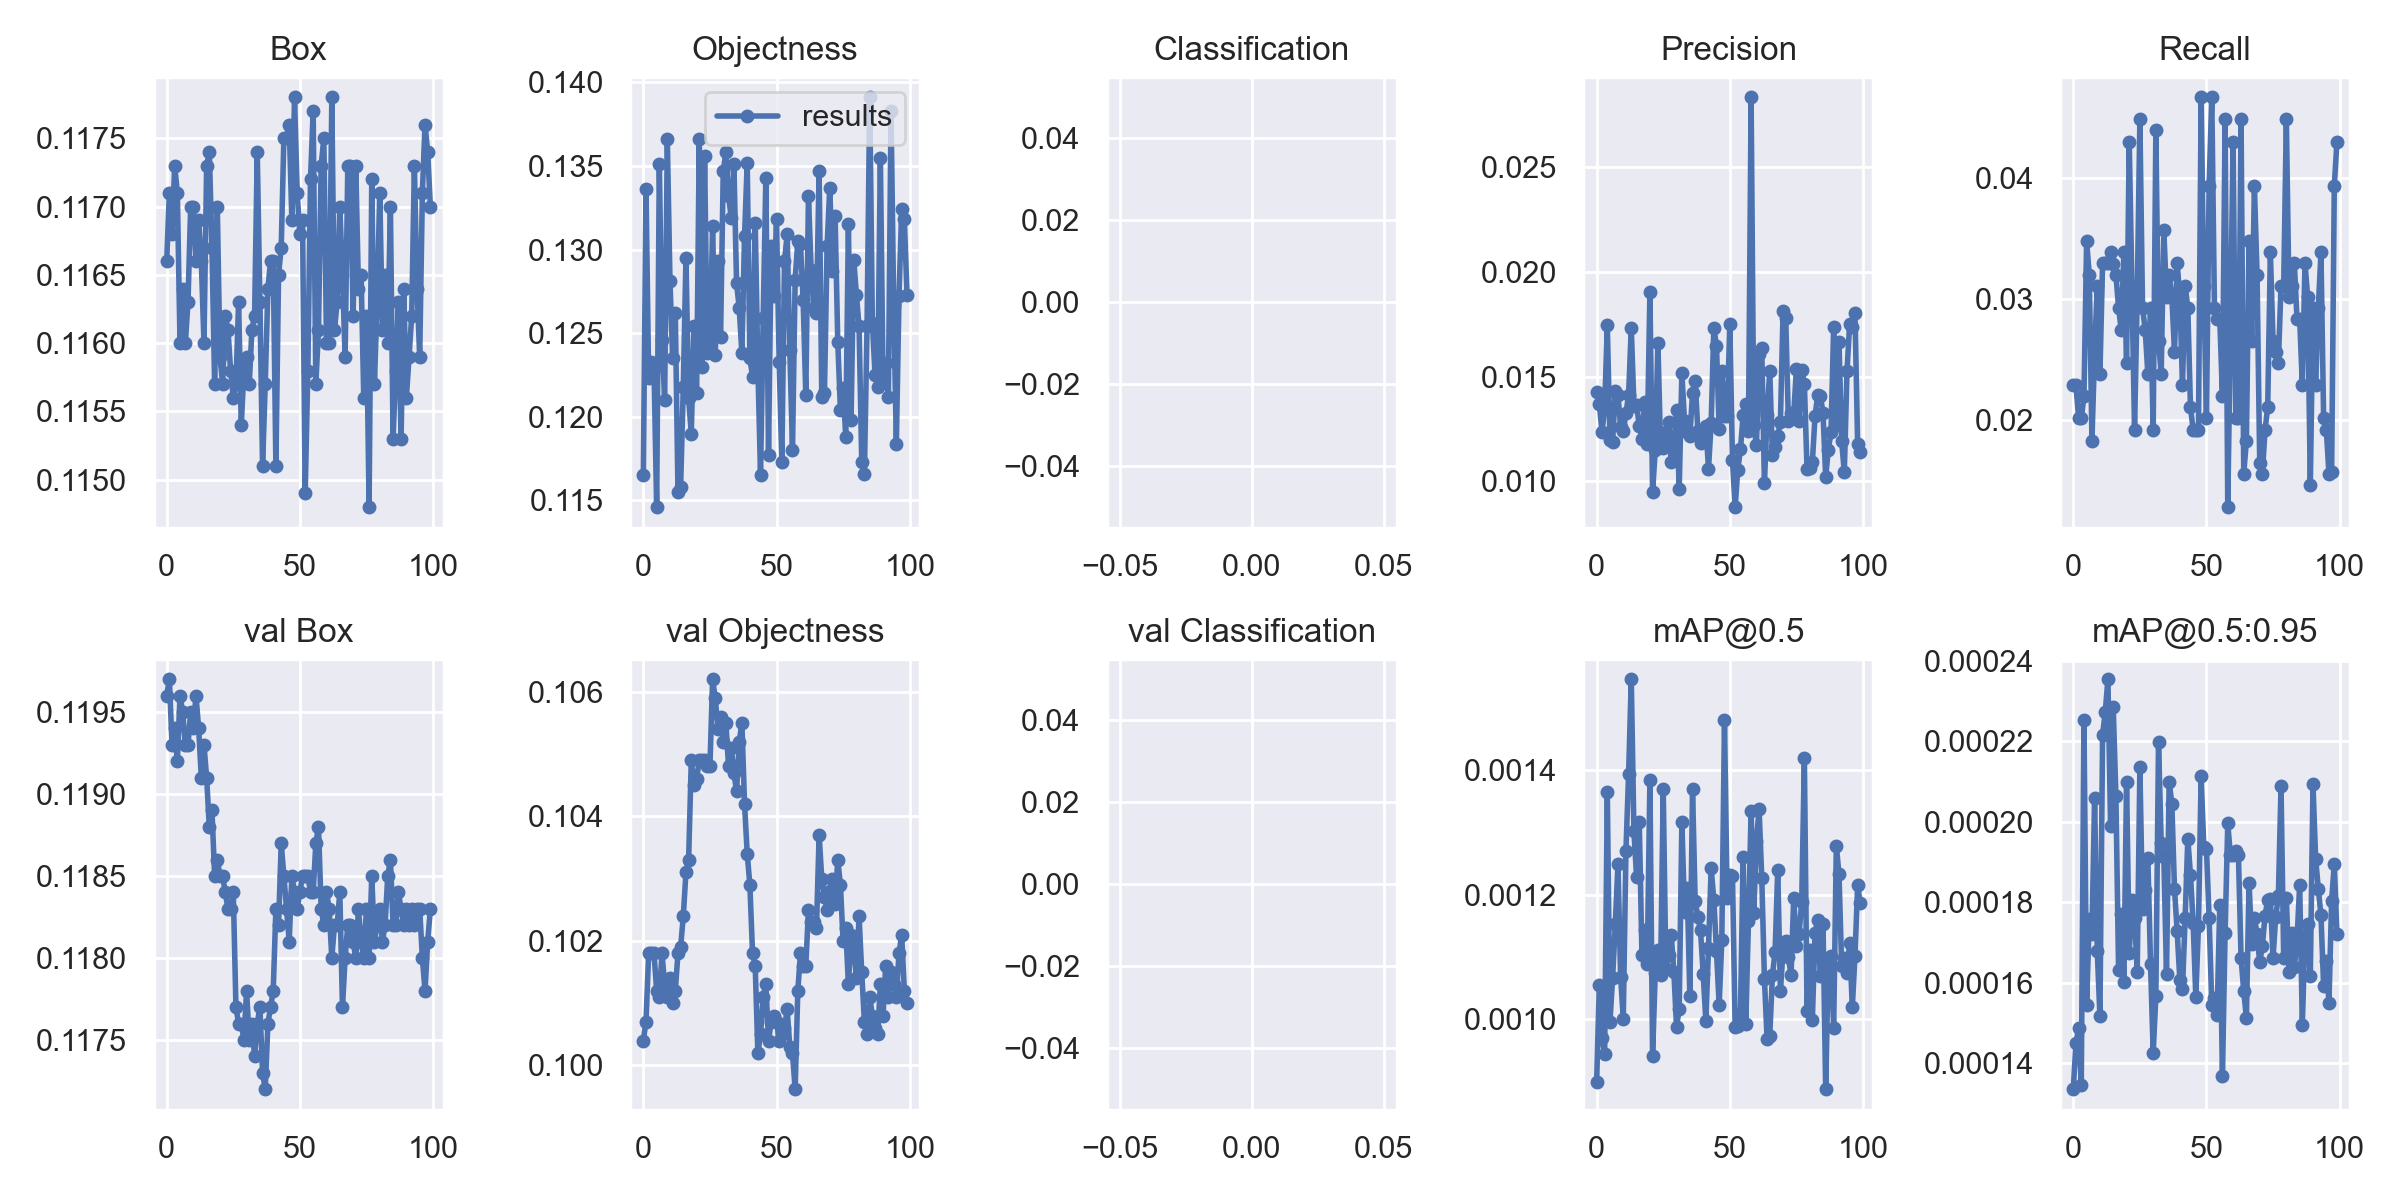 Box
0.1175
0.1170
0.1165
0.1160
0.1155
0.1150
0 50 100
Objectness
results
0.140
0.135
0.130
0.125
0.120
0.115
0 50 100
Classification
0.04
0.02
0.00
−0.02
−0.04
−0.05 0.00 0.05
Precision
0.025
0.020
0.015
0.010
0 50 100
Recall
0.04
0.03
0.02
0 50 100
val Box
0.1195
0.1190
0.1185
0.1180
0.1175
0 50 100
val Objectness
0.106
0.104
0.102
0.100
0 50 100
val Classification
0.04
0.02
0.00
−0.02
−0.04
−0.05 0.00 0.05
mAP@0.5
0.0014
0.0012
0.0010
0 50 100
mAP@0.5:0.95
0.00024
0.00022
0.00020
0.00018
0.00016
0.00014
0 50 100